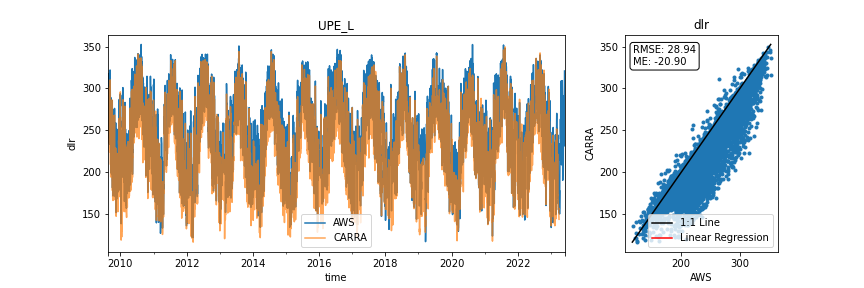 UPE_L
dlr
350
300
250
200
150
dlr
2010
2012
2014
2016
2018
2020
2022
time
AWS
CARRA
dlr
RMSE: 28.94
ME: -20.90
350
300
250
200
150
CARRA
200
300
AWS
1:1 Line
Linear Regression